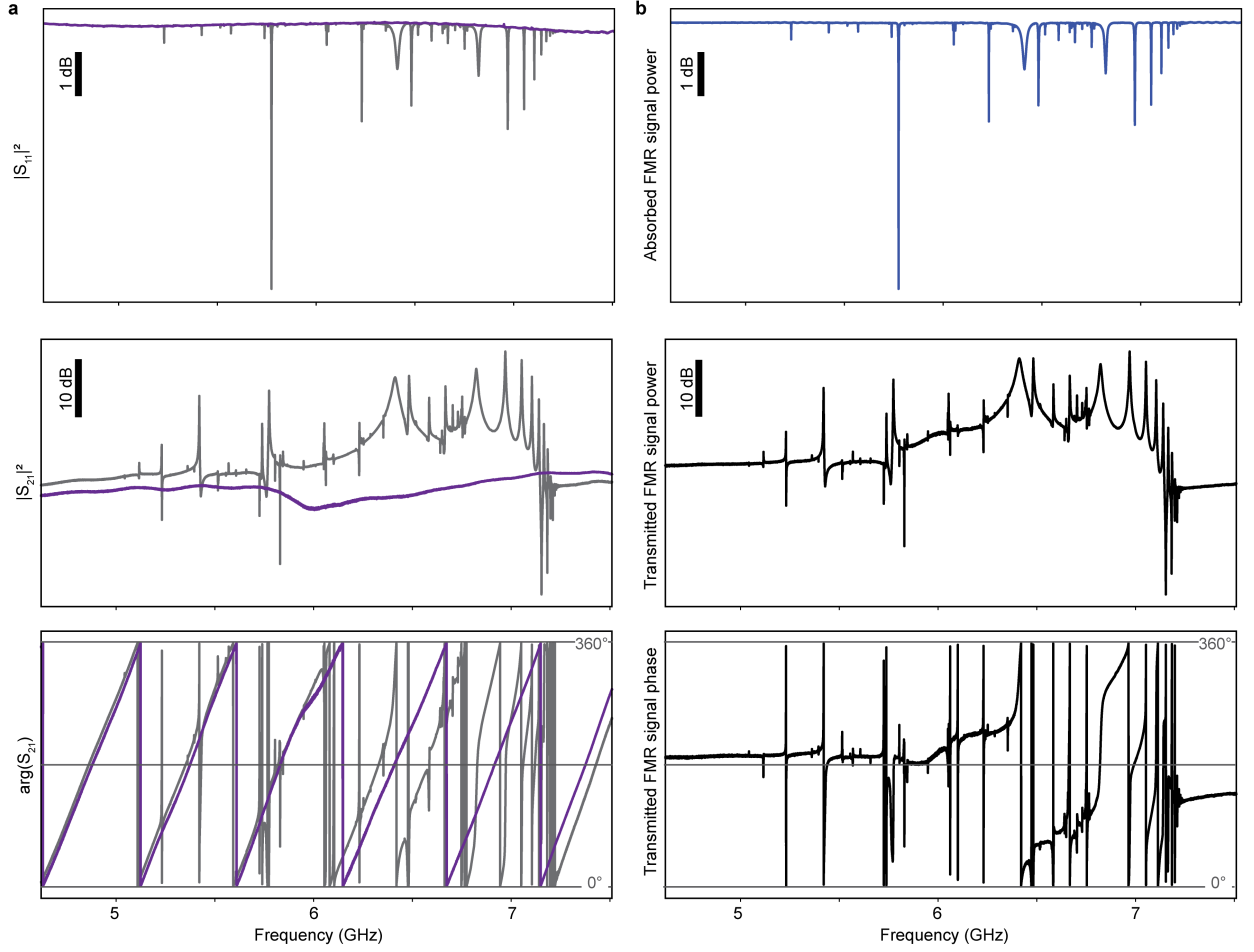 a
1 dB
|S11|²
10 dB
|S21|²
360°
arg(S21)
0°
5
6
7
Frequency (GHz)
b
1 dB
Absorbed FMR signal power
10 dB
Transmitted FMR signal power
360°
Transmitted FMR signal phase
0°
5
6
7
Frequency (GHz)